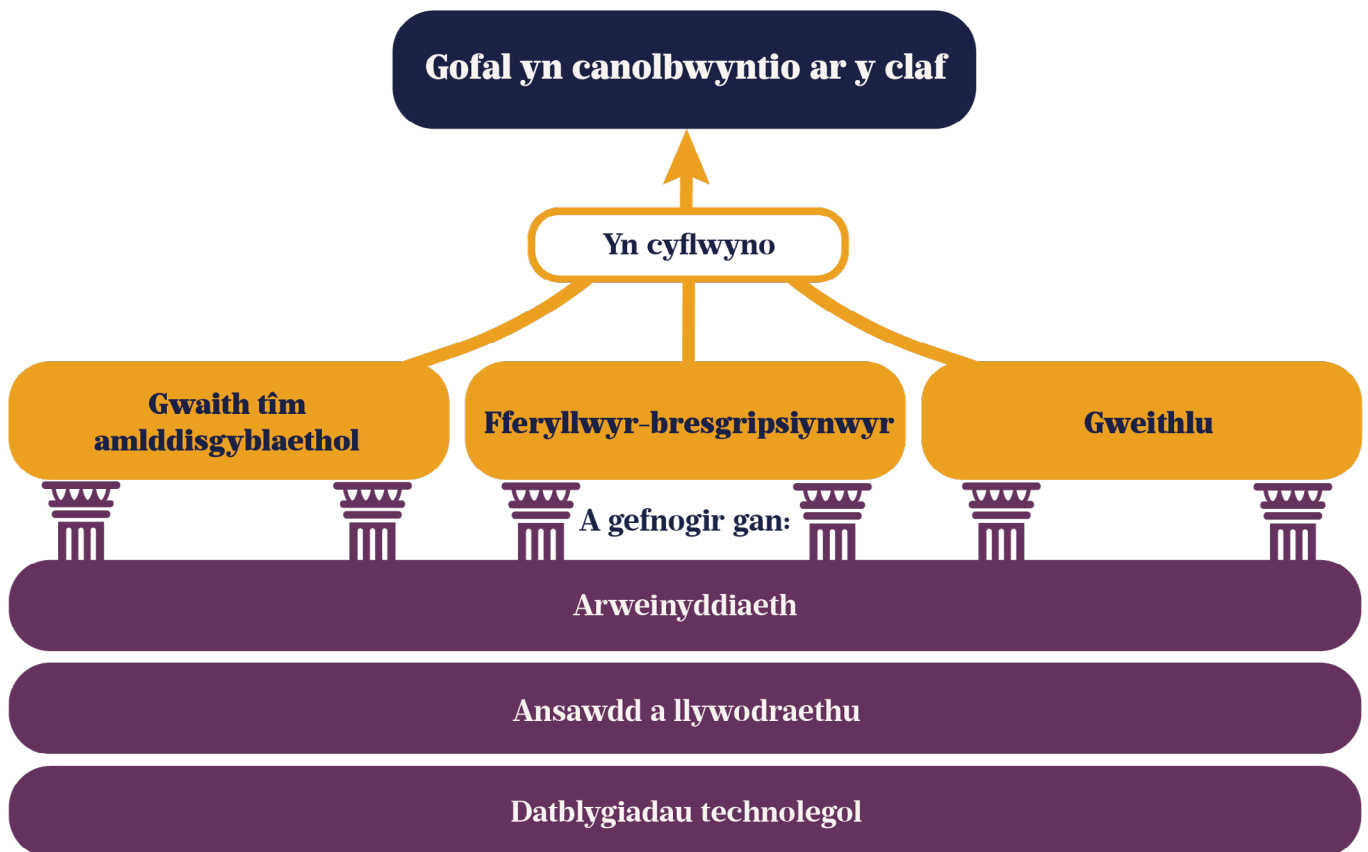 Gofal yn canolbwyntio ar y claf
Yn cyflwyno
Gwaith tîm
amlddisgyblaethol
Fferyllwyr-bresgripsiynwyr
Gweithlu
A gefnogir gan:
Arweinyddiaeth
Ansawdd a llywodraethu
Datblygiadau technolegol